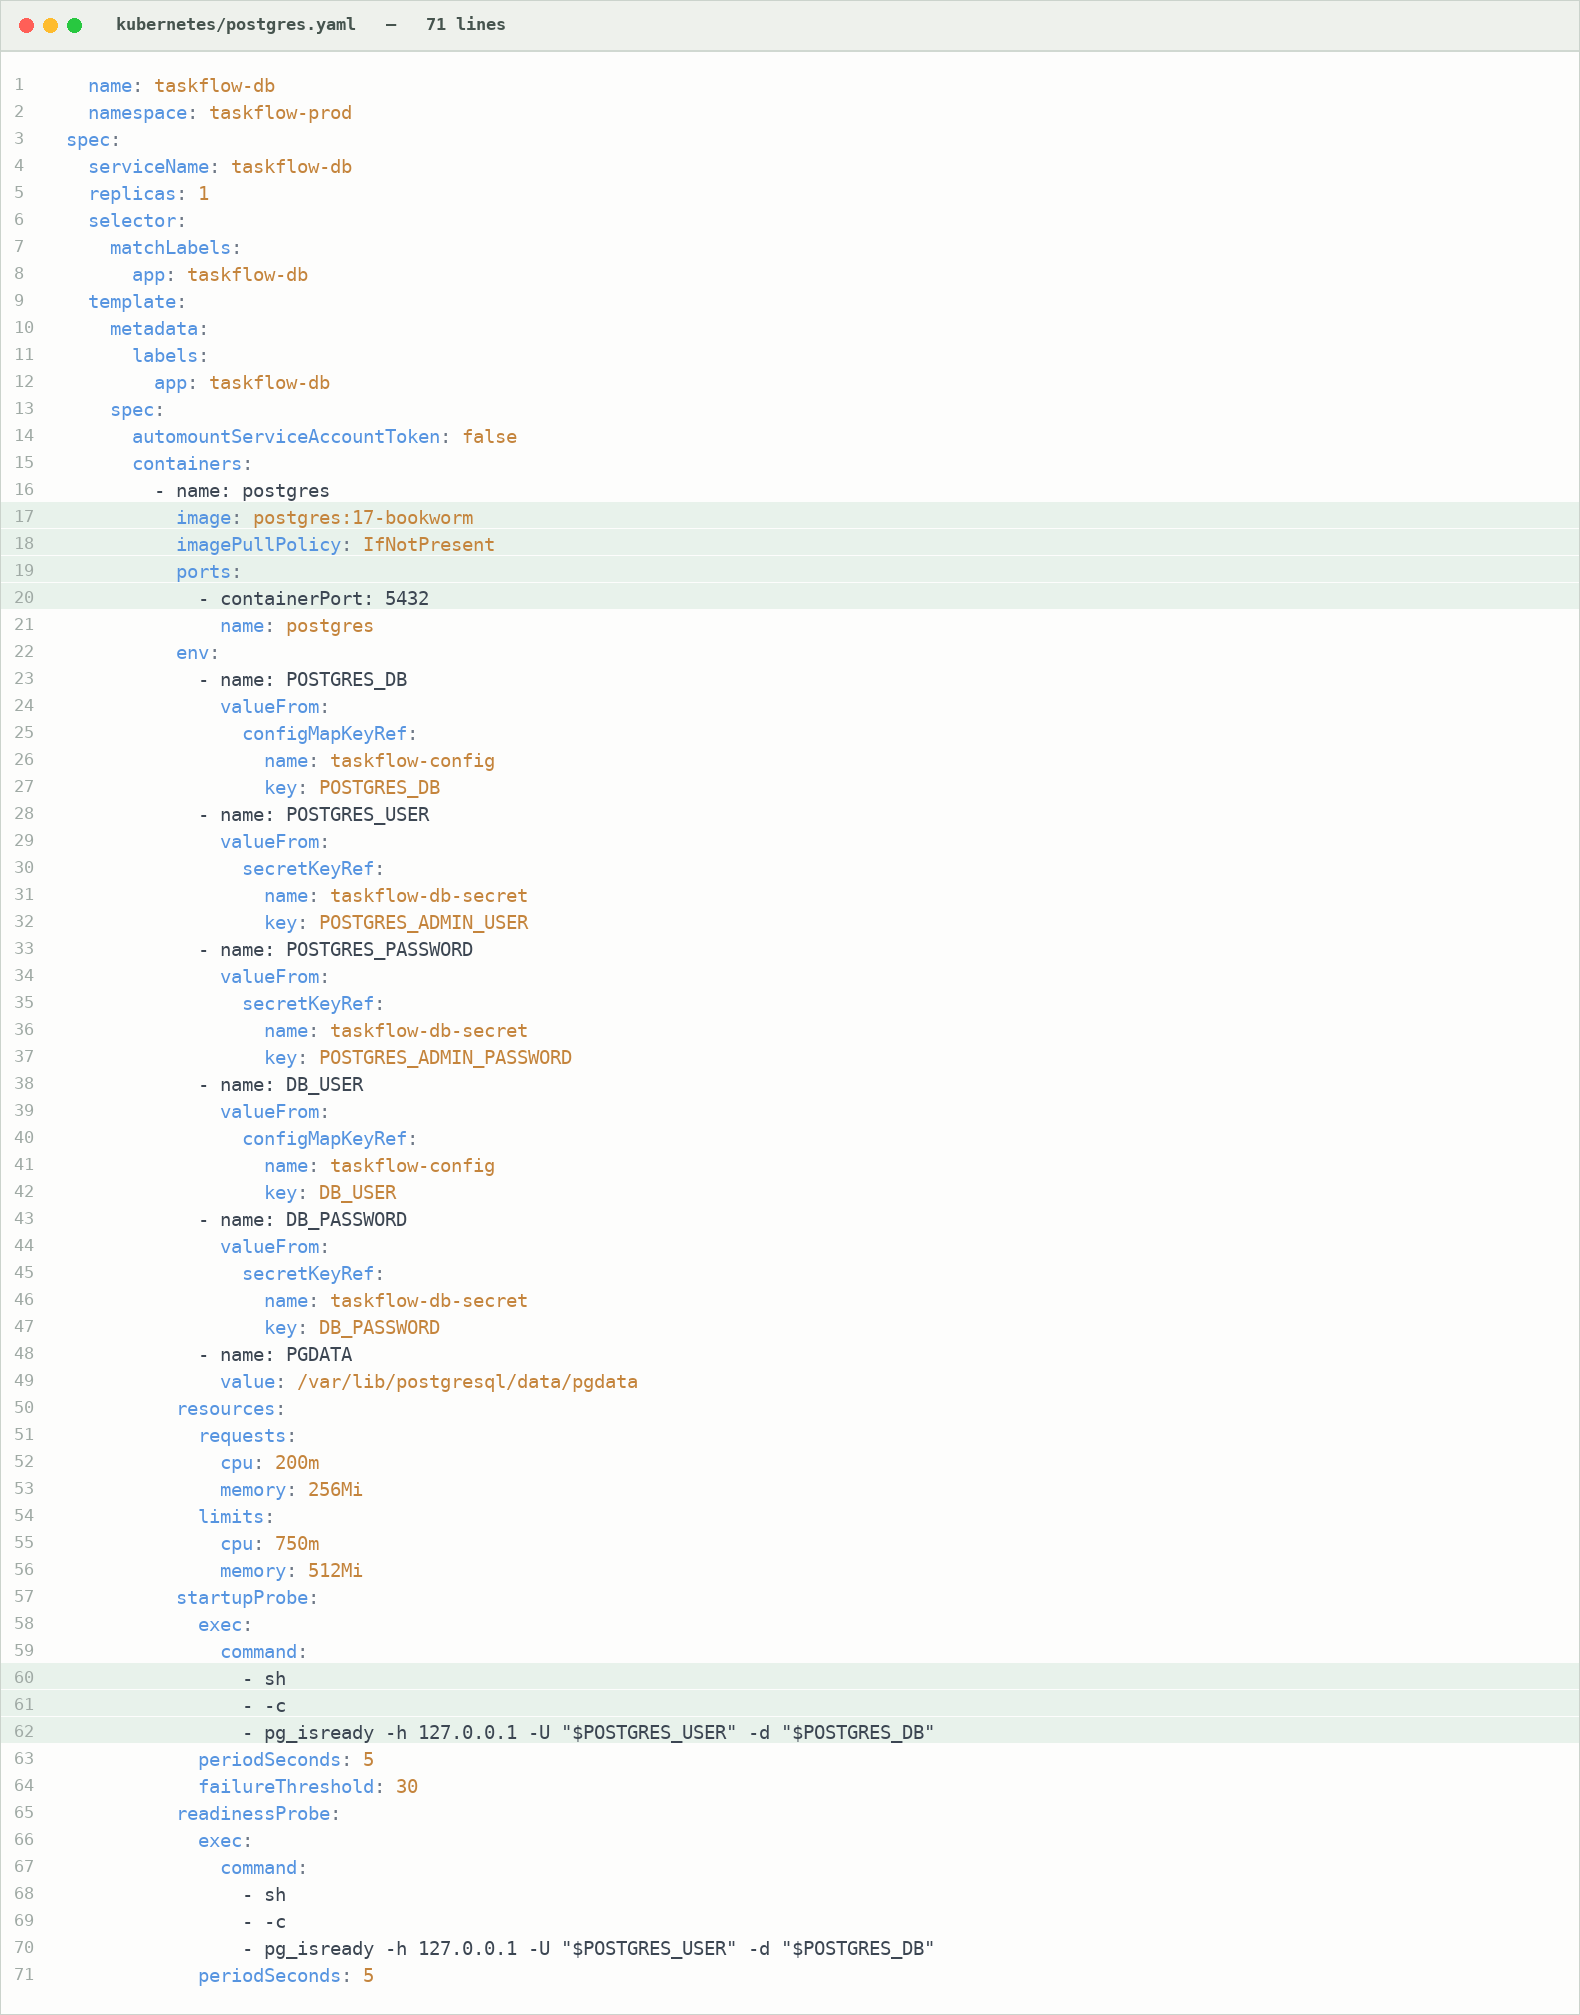 kubernetes/postgres.yaml — 71 lines
1 name: taskflow-db
2 namespace: taskflow-prod
3 spec:
4 serviceName: taskflow-db
5 replicas: 1
6 selector:
7 matchLabels:
8 app: taskflow-db
9 template:
10 metadata:
11 labels:
12 app: taskflow-db
13 spec:
14 automountServiceAccountToken: false
15 containers:
16 - name: postgres
17 image: postgres:17-bookworm
18 imagePullPolicy: IfNotPresent
19 ports:
20 - containerPort: 5432
21 name: postgres
22 env:
23 - name: POSTGRES_DB
24 valueFrom:
25 configMapKeyRef:
26 name: taskflow-config
27 key: POSTGRES_DB
28 - name: POSTGRES_USER
29 valueFrom:
30 secretKeyRef:
31 name: taskflow-db-secret
32 key: POSTGRES_ADMIN_USER
33 - name: POSTGRES_PASSWORD
34 valueFrom:
35 secretKeyRef:
36 name: taskflow-db-secret
37 key: POSTGRES_ADMIN_PASSWORD
38 - name: DB_USER
39 valueFrom:
40 configMapKeyRef:
41 name: taskflow-config
42 key: DB_USER
43 - name: DB_PASSWORD
44 valueFrom:
45 secretKeyRef:
46 name: taskflow-db-secret
47 key: DB_PASSWORD
48 - name: PGDATA
49 value: /var/lib/postgresql/data/pgdata
50 resources:
51 requests:
52 cpu: 200m
53 memory: 256Mi
54 limits:
55 cpu: 750m
56 memory: 512Mi
57 startupProbe:
58 exec:
59 command:
60 - sh
61 - -c
62 - pg_isready -h 127.0.0.1 -U "$POSTGRES_USER" -d "$POSTGRES_DB"
63 periodSeconds: 5
64 failureThreshold: 30
65 readinessProbe:
66 exec:
67 command:
68 - sh
69 - -c
70 - pg_isready -h 127.0.0.1 -U "$POSTGRES_USER" -d "$POSTGRES_DB"
71 periodSeconds: 5